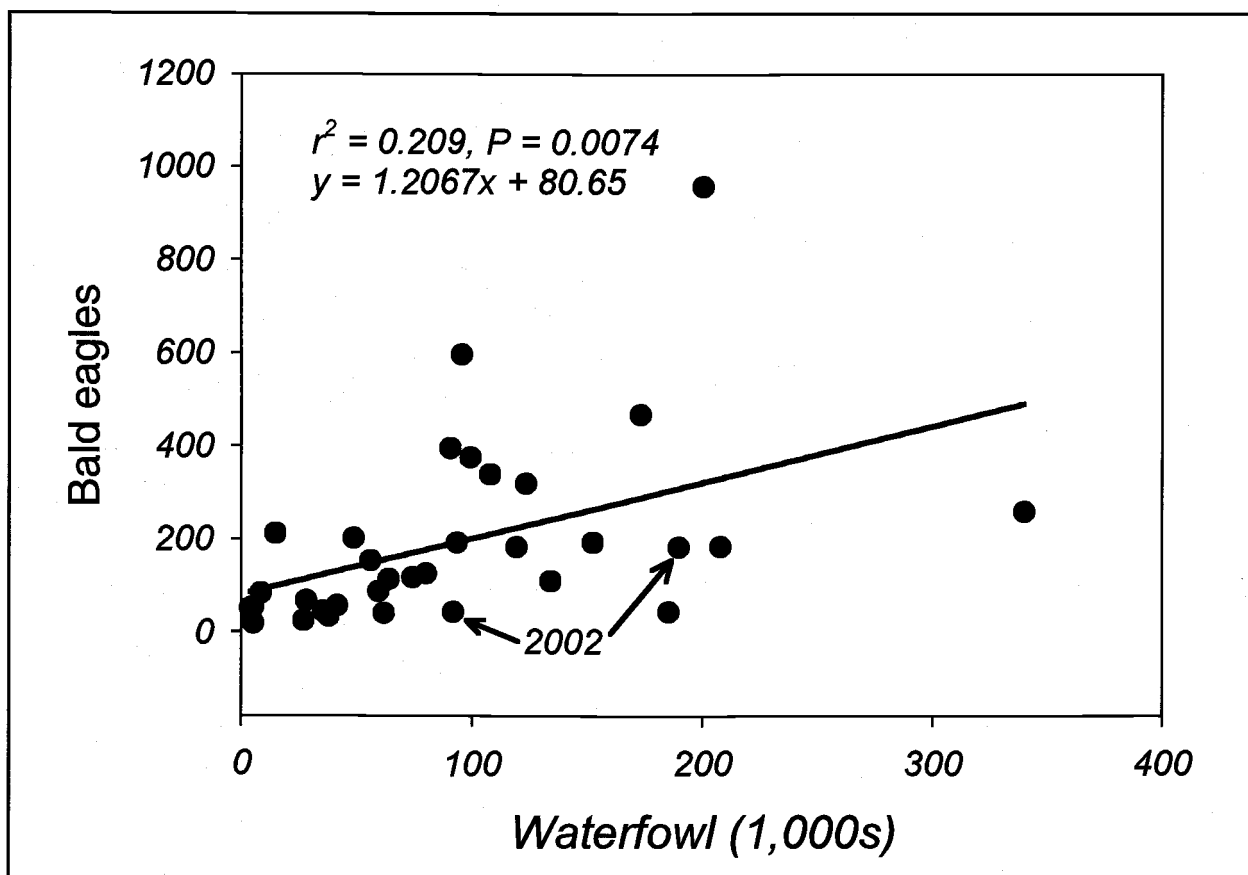 1200
1000
800
600
400
200
0
r² = 0.209, P = 0.0074
y = 1.2067x + 80.65
Bald eagles
2002
0 100 200 300 400
Waterfowl (1,000s)